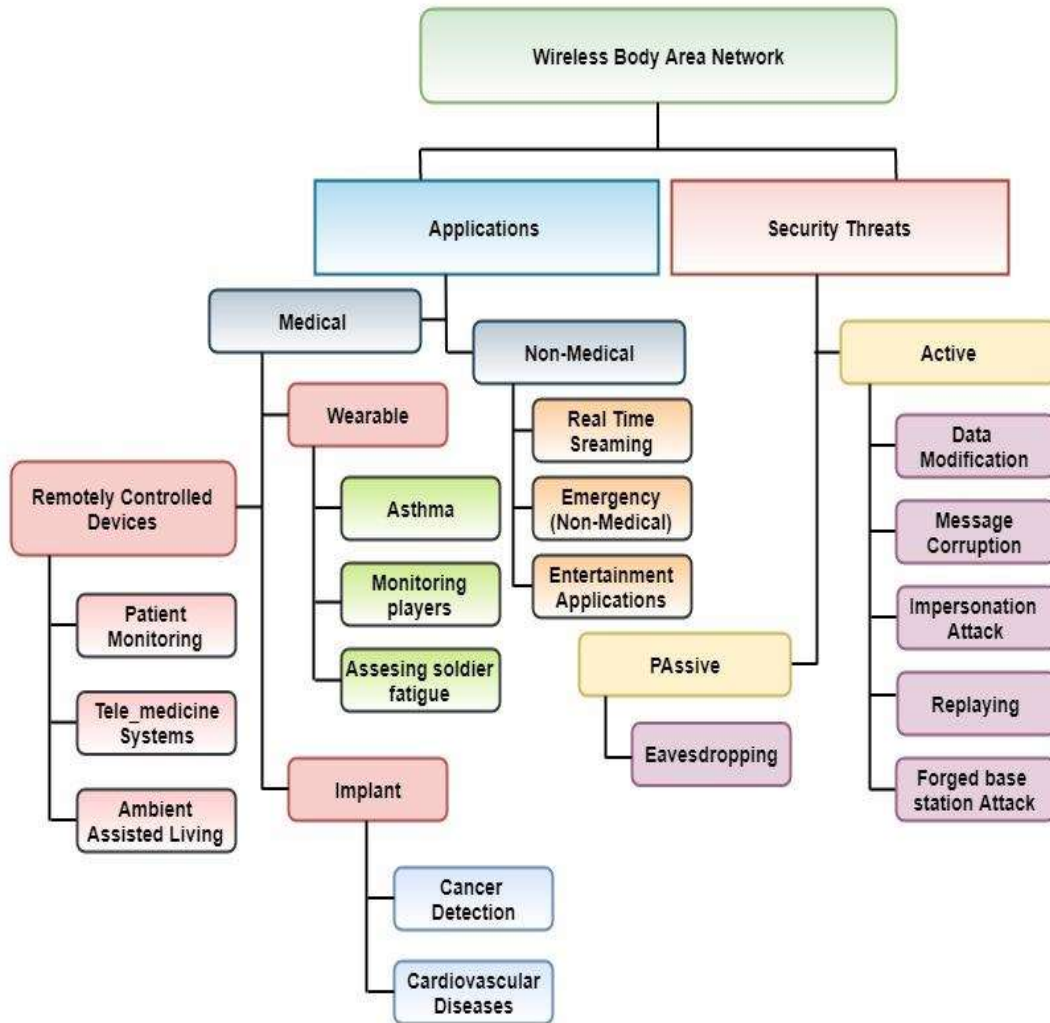 Wireless Body Area Network
Applications
Security Threats
Medical
Non-Medical
Active
Wearable
Real Time
Sreaming
Data
Modification
Remotely Controlled
Devices
Asthma
Emergency
(Non-Medical)
Message
Corruption
Monitoring
players
Entertainment
Applications
Impersonation
Attack
Patient
Monitoring
Assesing soldier
fatigue
PAssive
Replaying
Tele_medicine
Systems
Eavesdropping
Implant
Forged base
station Attack
Ambient
Assisted Living
Cancer
Detection
Cardiovascular
Diseases